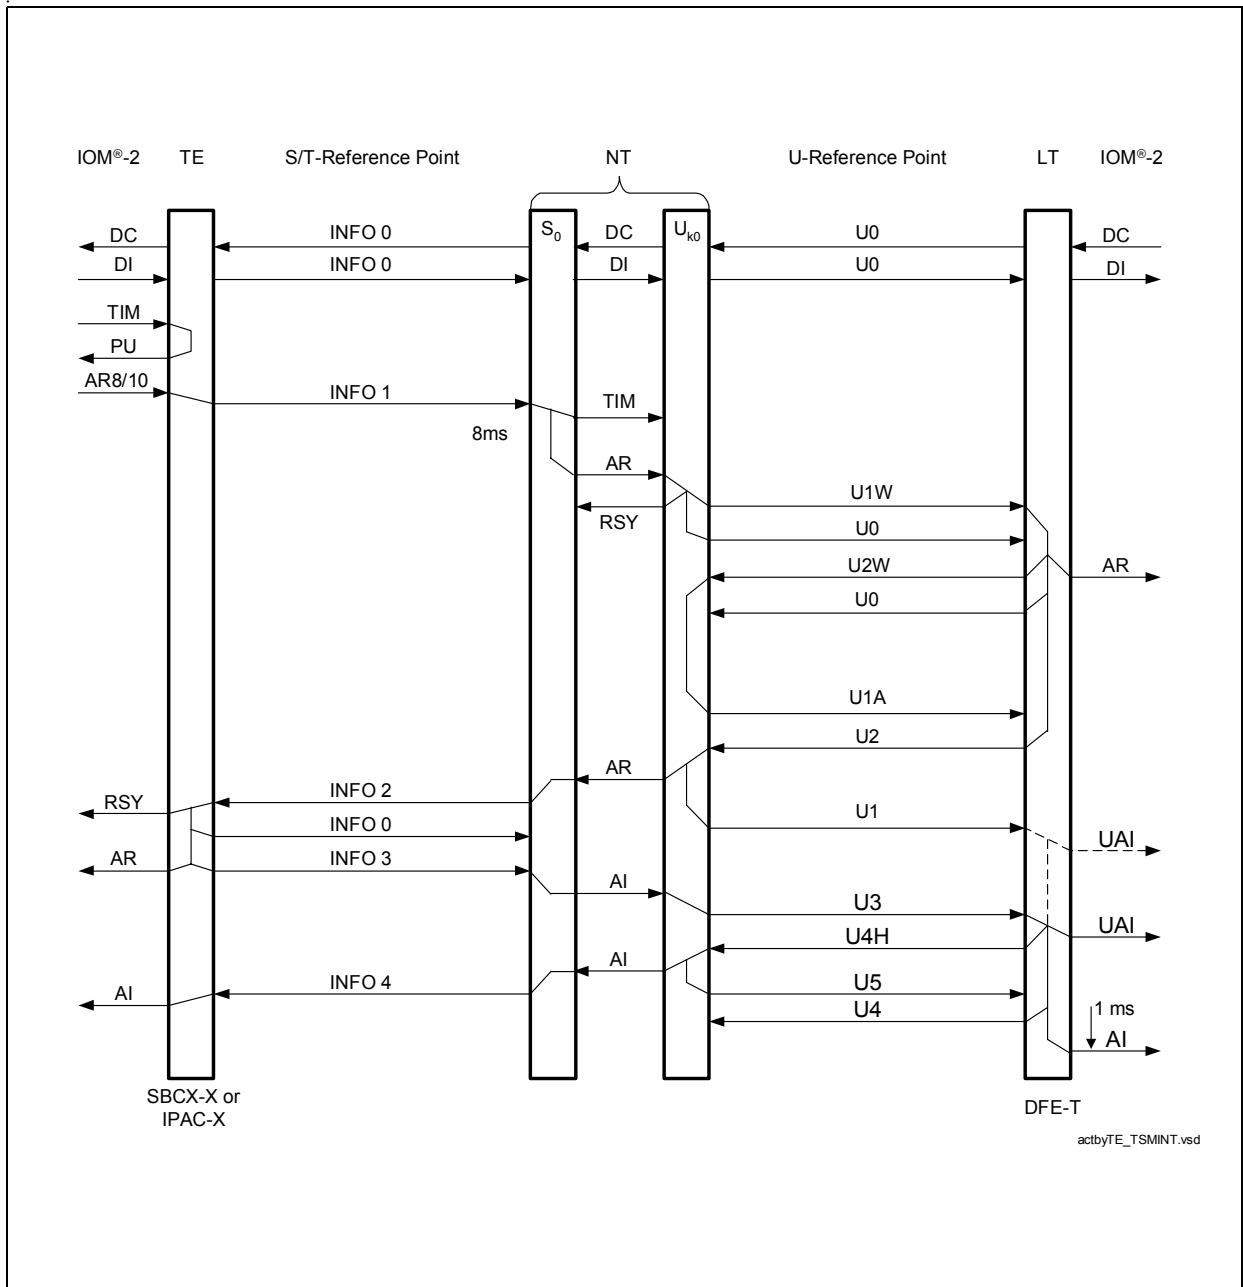 IOM®-2 TE S/T-Reference Point NT U-Reference Point LT IOM®-2
S0 Uk0
DC INFO 0 DC U0 DC
DI INFO 0 DI U0 DI
TIM
PU
AR8/10 INFO 1
TIM
8ms
AR
U1W
RSY
U0
U2W AR
U0
U1A
U2
AR
INFO 2
RSY
U1
INFO 0
UAI
AR INFO 3
AI
U3
UAI
U4H
AI
INFO 4 U5
AI
U4 1 ms
AI
SBCX-X or
IPAC-X
DFE-T
actbyTE_TSMINT.vsd